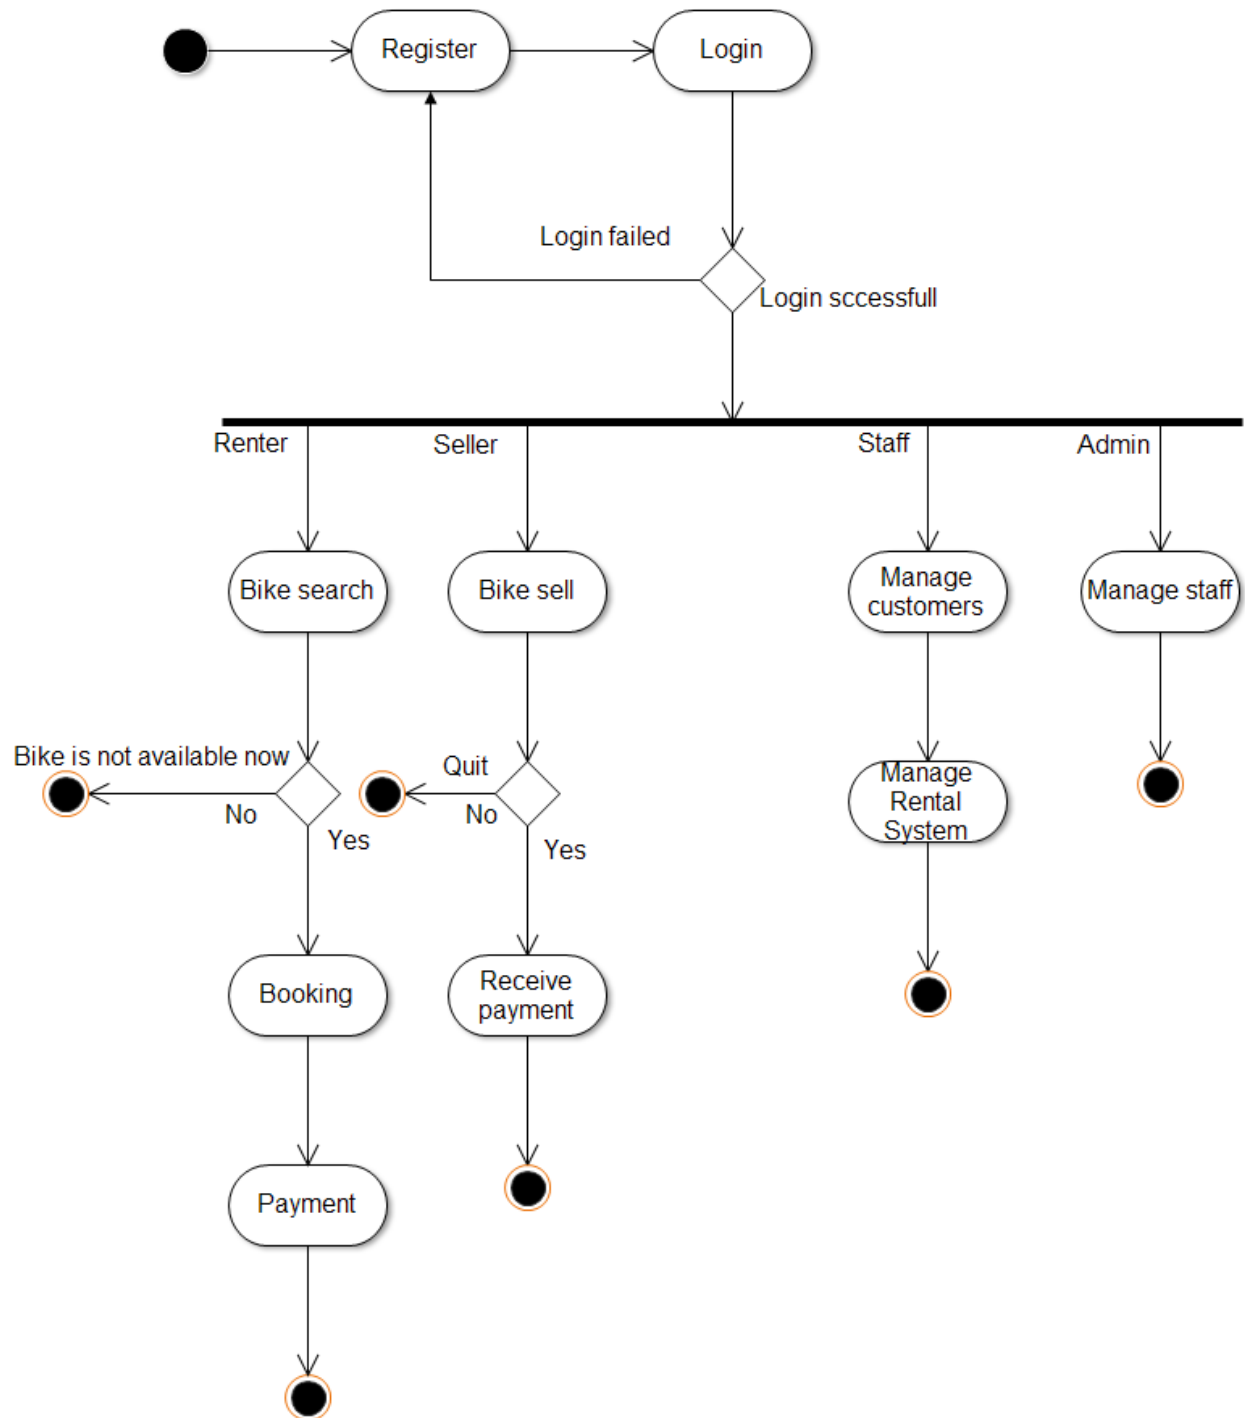 Register
Login
Login failed
Login sccessfull
Renter
Seller
Staff
Admin
Bike search
Bike sell
Manage
customers
Manage staff
Bike is not available now
Quit
No
No
Yes
Yes
Manage
Rental
System
Booking
Receive
payment
Payment